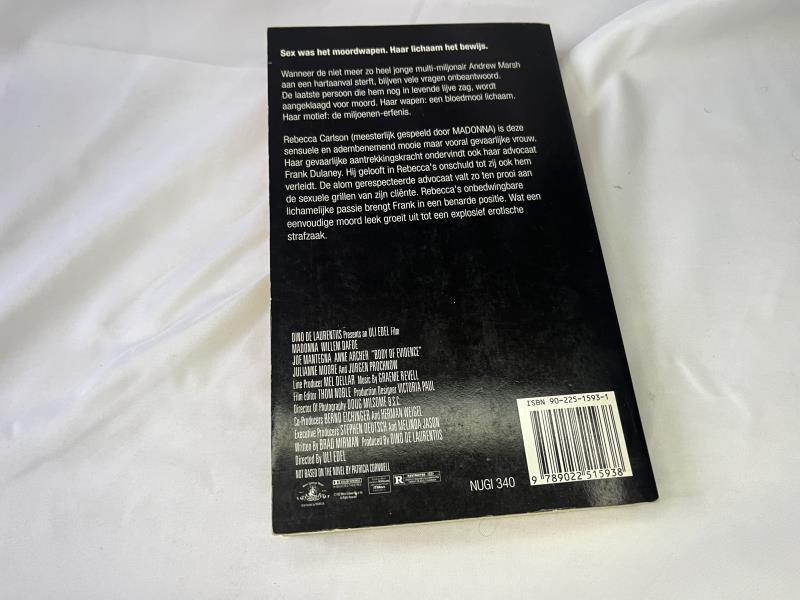 Sex was het moordwapen. Haar lichaam het bewijs.
Wanneer de niet meer zo heel jonge multi-miljonair Andrew Marsh
aan een hartaanval sterft, blijven vele vragen onbeantwoord.
De laatste persoon die hem nog in levende lijve zag, wordt
aangeklaagd voor moord. Haar wapen: een bloedmooi lichaam.
Haar motief: de miljoenen-erfenis.
Rebecca Carlson (meesterlijk gespeeld door MADONNA) is deze
sensuele en adembenemend mooie maar vooral gevaarlijke vrouw.
Haar gevaarlijke aantrekkingskracht ondervindt ook haar advocaat
Frank Dulaney. Hij gelooft in Rebecca's onschuld tot zij ook hem
verleidt. De alom gerespecteerde advocaat valt zo ten prooi aan
de sexuele grillen van zijn cliënte. Rebecca's onbedwingbare
lichamelijke passie brengt Frank in een benarde positie. Wat een
eenvoudige moord leek groeit uit tot een explosief erotische
strafzaak.
DINO DE LAURENTIIS Presents an ULI EDEL Film
MADONNA WILLEM DAFOE
JOE MANTEGNA ANNE ARCHER "BODY OF EVIDENCE"
JULIANNE MOORE And JURGEN PROCHNOW
Line Producer MEL DELLAR Music By GRAEME REVELL
Film Editor THOM NOBLE Production Designer VICTORIA PAUL
Director Of Photography DOUG MILSOME B.S.C.
Co-Producers BERND EICHINGER And HERMAN WEIGEL
Executive Producers STEPHEN DEUTSCH And MELINDA JASON
Written By BRAD MIRMAN Produced By DINO DE LAURENTIIS
Directed By ULI EDEL
NOT BASED ON THE NOVEL BY PATRICIA CORNWELL
R
NUGI 340
ISBN 90-225-1593-1
9 789022 515938